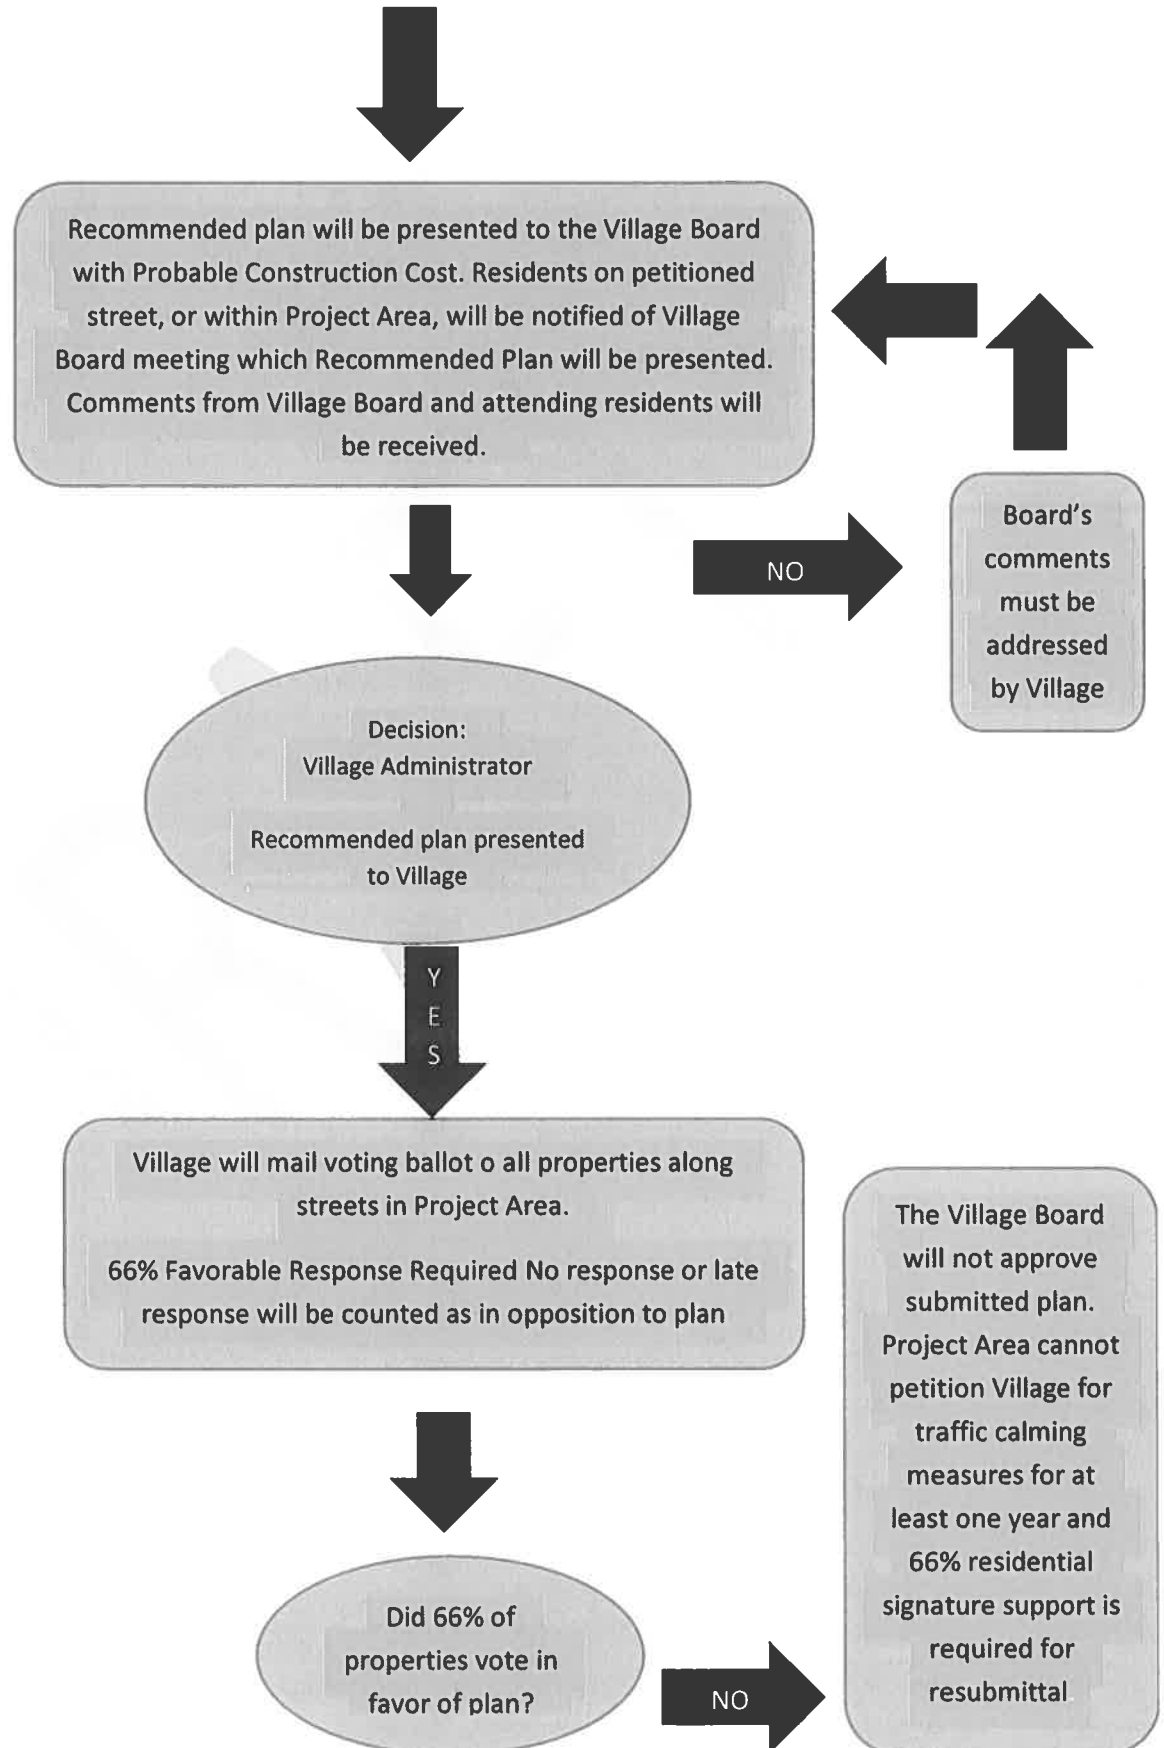 Recommended plan will be presented to the Village Board
with Probable Construction Cost. Residents on petitioned
street, or within Project Area, will be notified of Village
Board meeting which Recommended Plan will be presented.
Comments from Village Board and attending residents will
be received.
NO
Board's
comments
must be
addressed
by Village
Decision:
Village Administrator
Recommended plan presented
to Village
Y
E
S
Village will mail voting ballot o all properties along
streets in Project Area.
66% Favorable Response Required No response or late
response will be counted as in opposition to plan
Did 66% of
properties vote in
favor of plan?
NO
The Village Board
will not approve
submitted plan.
Project Area cannot
petition Village for
traffic calming
measures for at
least one year and
66% residential
signature support is
required for
resubmittal